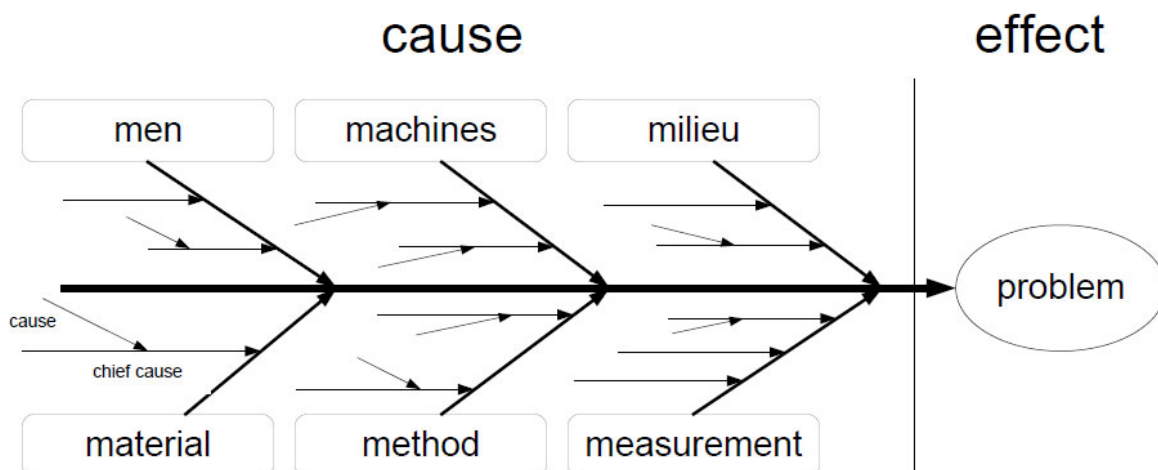 cause
effect
men
machines
milieu
problem
cause
chief cause
material
method
measurement